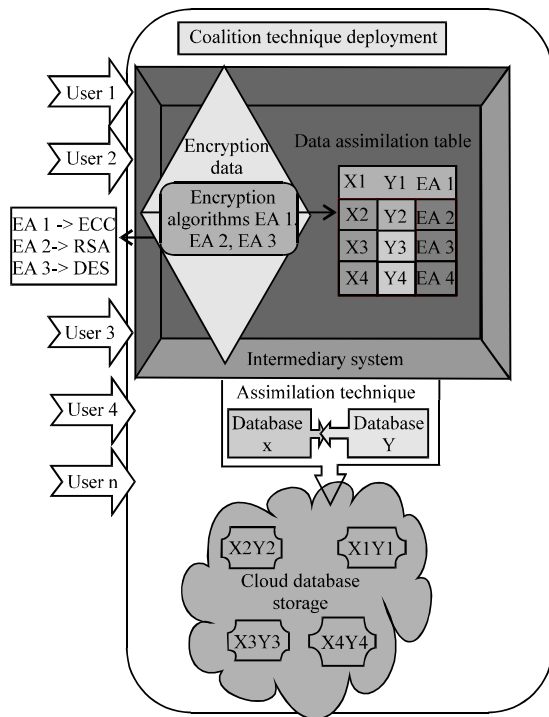 Coalition technique deployment
User 1
User 2
User 3
User 4
User n
EA 1 -> ECC
EA 2-> RSA
EA 3-> DES
Encryption
data
Encryption
algorithms EA 1,
EA 2, EA 3
Data assimilation table
X1 Y1 EA 1
X2 Y2 EA 2
X3 Y3 EA 3
X4 Y4 EA 4
Intermediary system
Assimilation technique
Database
x
Database
Y
X2Y2
X1Y1
Cloud database
storage
X3Y3
X4Y4